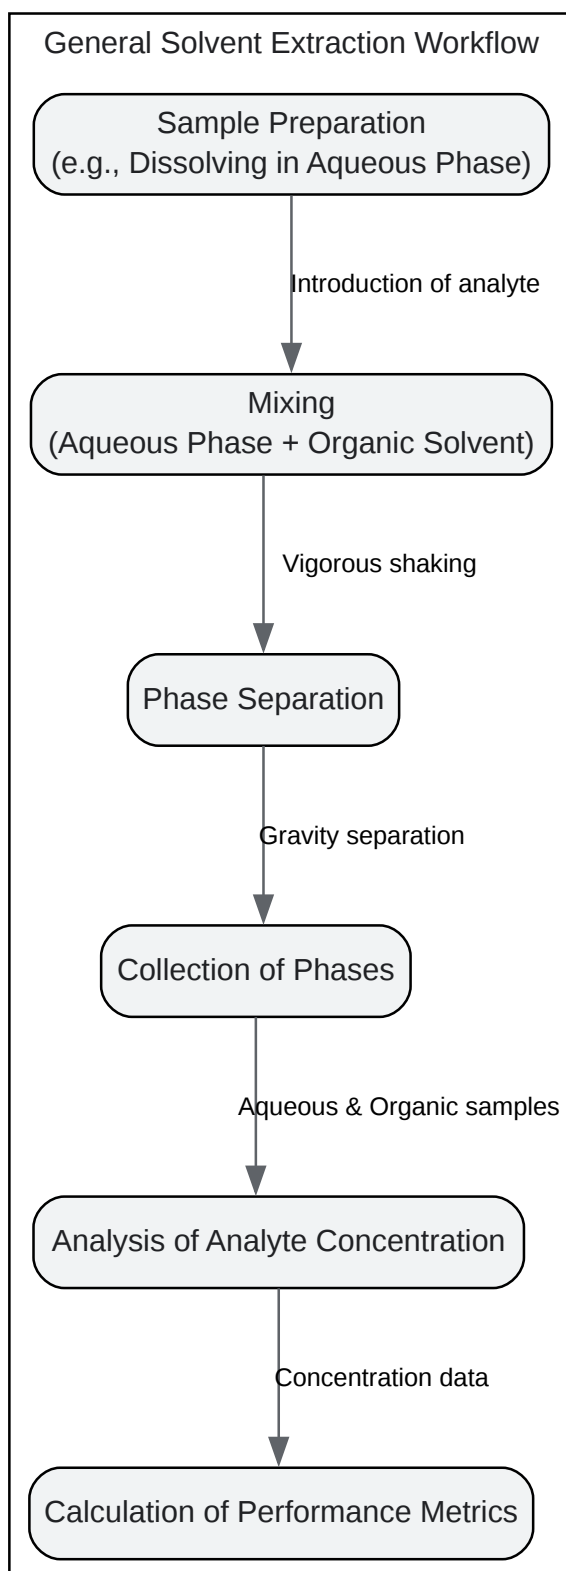 General Solvent Extraction Workflow
Sample Preparation
(e.g., Dissolving in Aqueous Phase)
Introduction of analyte
Mixing
(Aqueous Phase + Organic Solvent)
Vigorous shaking
Phase Separation
Gravity separation
Collection of Phases
Aqueous & Organic samples
Analysis of Analyte Concentration
Concentration data
Calculation of Performance Metrics